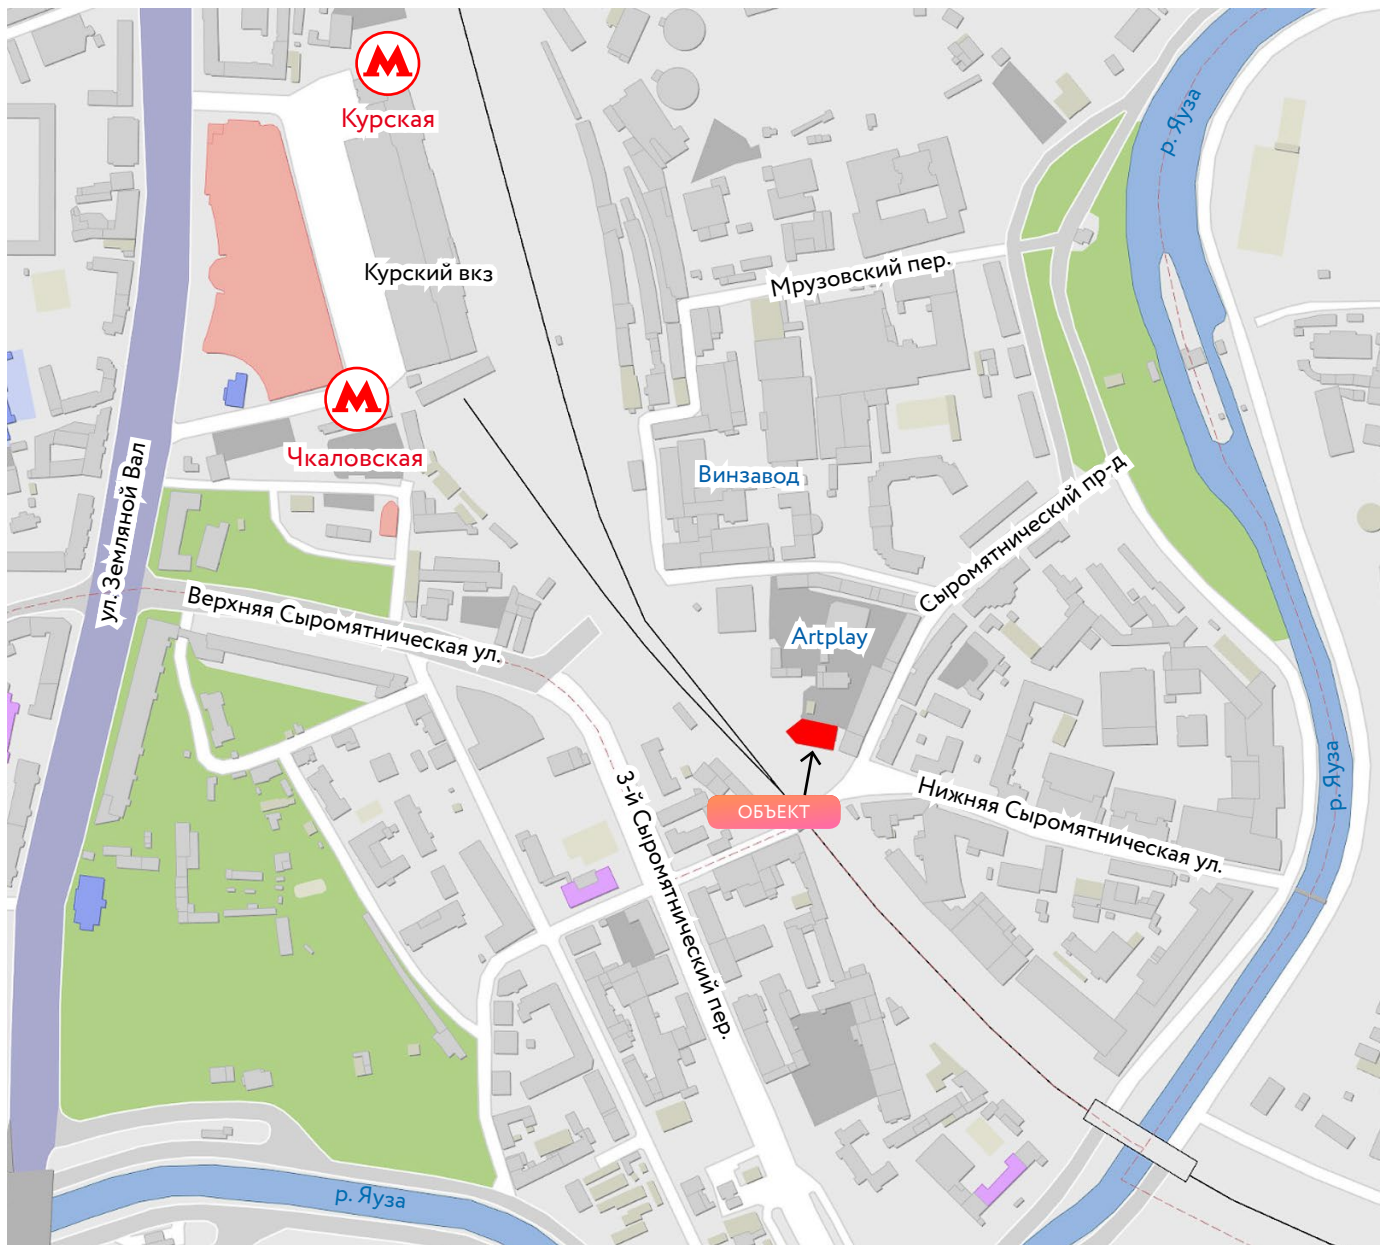 Курская
р. Яуза
Курский вкз
Мрузовский пер.
Чкаловская
Винзавод
Сыромятнический пр-д
ул. Земляной Вал
Верхняя Сыромятническая ул.
Artplay
р. Яуза
ОБЪЕКТ
Нижняя Сыромятническая ул.
3-й Сыромятнический пер.
р. Яуза